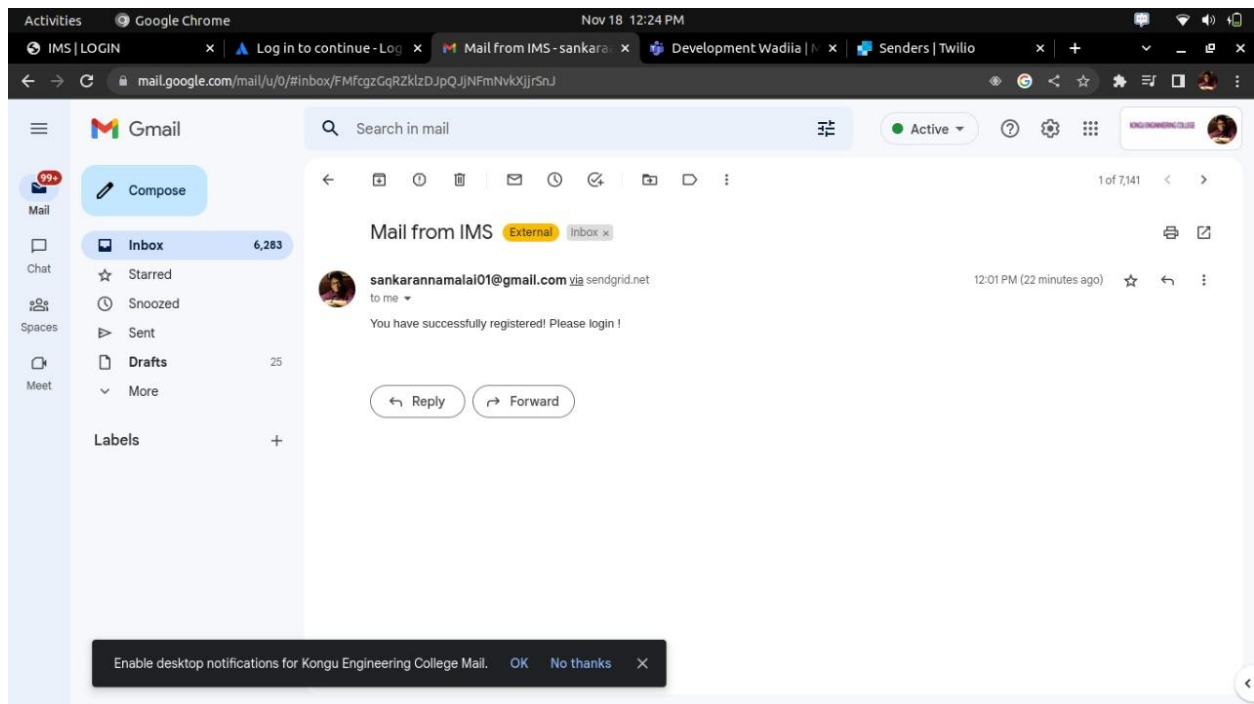 Activities Google Chrome Nov 18 12:24 PM
IMS | LOGIN Log in to continue - Log Mail from IMS - sankara Development Wadiia | Senders | Twilio
mail.google.com/mail/u/0/#inbox/FMfcgzGqRZklzDJpQJjNFmNvkXjjrSnJ
Gmail Search in mail Active KONGU ENGINEERING COLLEGE
99+
Mail
Compose
1 of 7,141
Mail from IMS External Inbox
Inbox 6,283
Chat
Starred
sankarannamalai01@gmail.com via sendgrid.net 12:01 PM (22 minutes ago)
to me
Snoozed
You have successfully registered! Please login !
Spaces
Sent
Drafts 25
Meet
More
Reply Forward
Labels
Enable desktop notifications for Kongu Engineering College Mail. OK No thanks